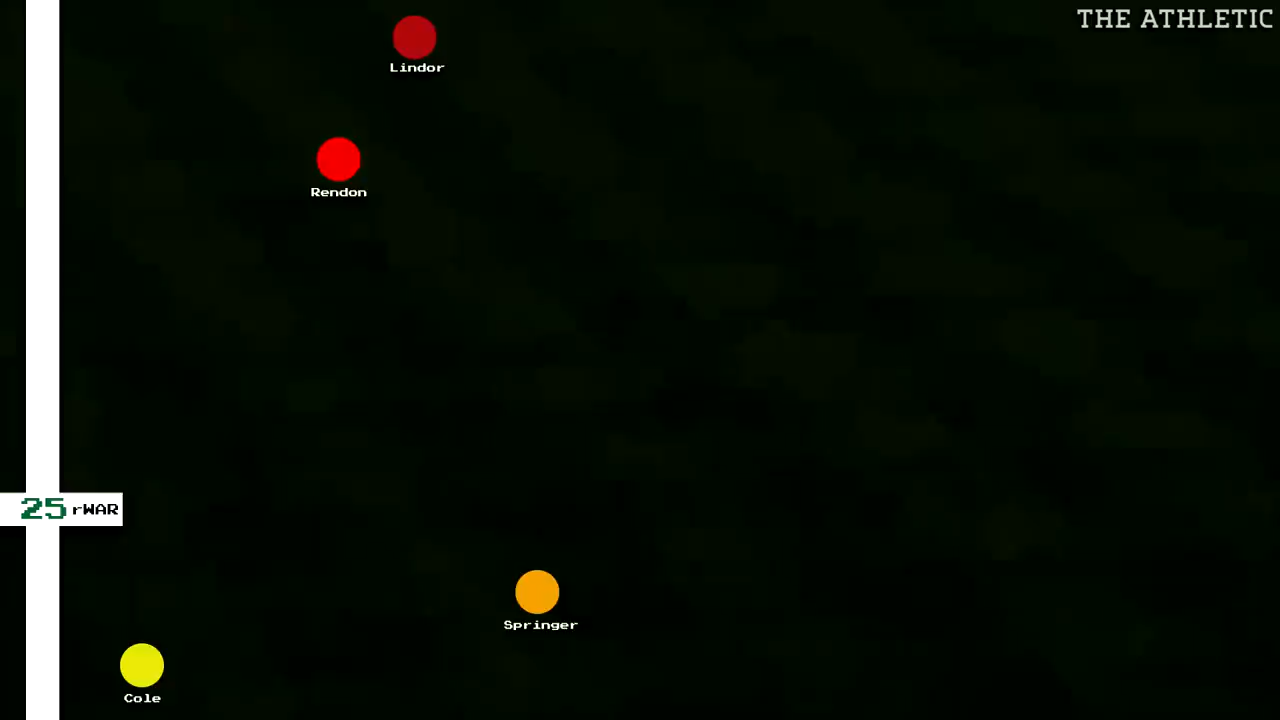 THE ATHLETIC
Lindor
Rendon
25 rWAR
Springer
Cole